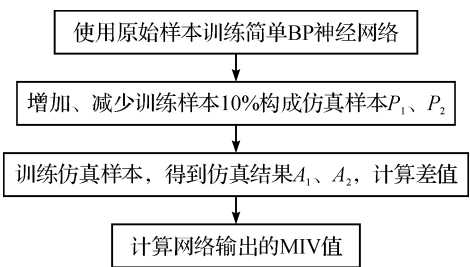 使用原始样本训练简单BP神经网络
增加、减少训练样本10%构成仿真样本P₁、P₂
训练仿真样本，得到仿真结果A₁、A₂，计算差值
计算网络输出的MIV值